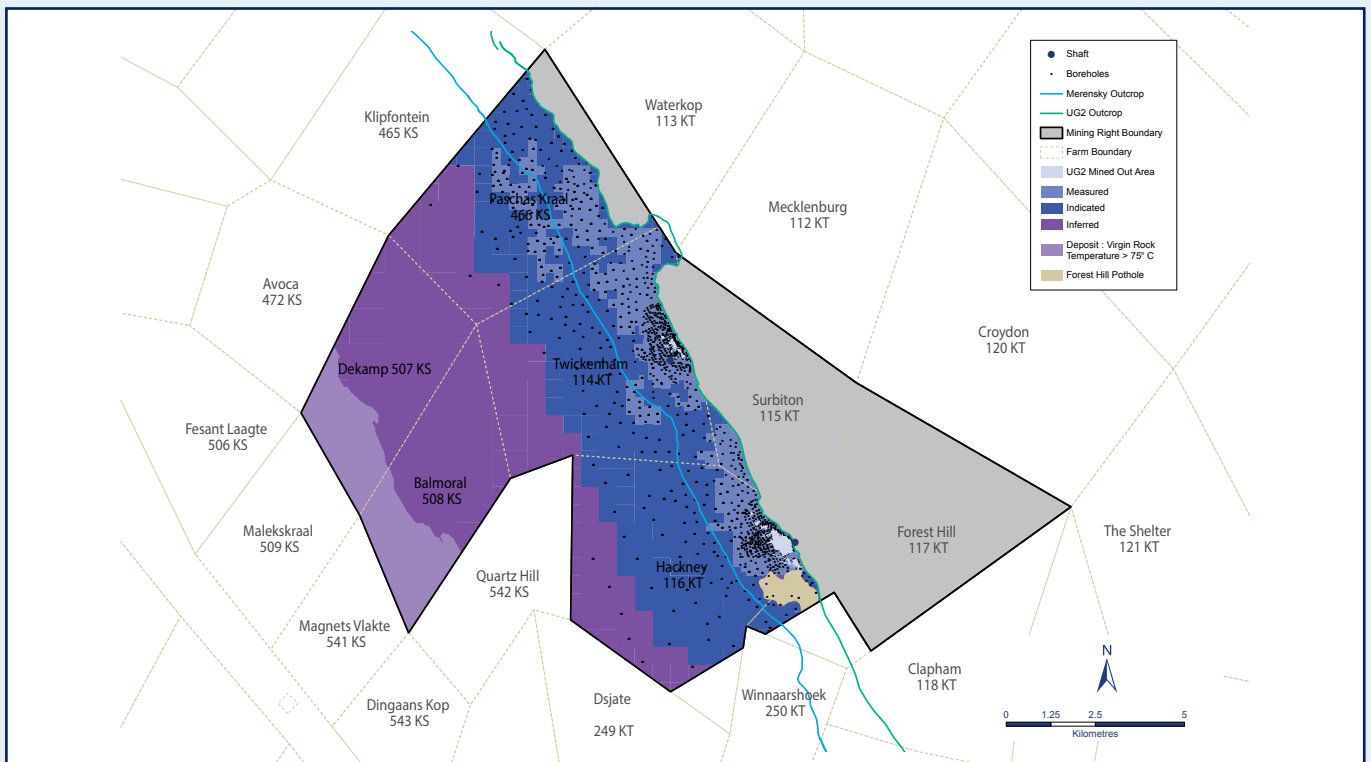 Shaft
Boreholes
Merensky Outcrop
UG2 Outcrop
Mining Right Boundary
Farm Boundary
UG2 Mined Out Area
Measured
Indicated
Inferred
Deposit : Virgin Rock
Temperature > 75° C
Forest Hill Pothole
Klipfontein
465 KS
Waterkop
113 KT
Paschas Kraal
466 KS
Mecklenburg
112 KT
Avoca
472 KS
Croydon
120 KT
Dekamp 507 KS
Twickenham
114 KT
Surbiton
115 KT
Fesant Laagte
506 KS
Balmoral
508 KS
Malekskraal
509 KS
Forest Hill
117 KT
The Shelter
121 KT
Quartz Hill
542 KS
Hackney
116 KT
Magnets Vlakte
541 KS
Clapham
118 KT
Dingaans Kop
543 KS
Dsjate
249 KT
Winnaarshoek
250 KT
N
0 1.25 2.5 5
Kilometres